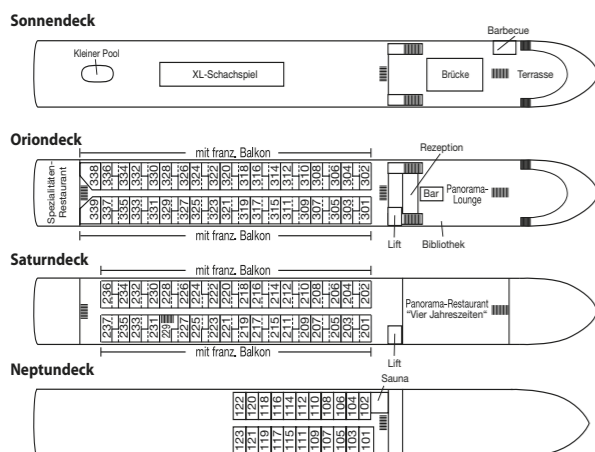 Sonnendeck
Barbecue
Kleiner Pool
XL-Schachspiel
Brücke
Terrasse
Oriondeck
mit franz. Balkon
Rezeption
Spezialitäten-
Restaurant
338 336 334 332 330 328 326 324 322 320 318 316 314 312 310 308 306 304 302
339 337 335 333 331 329 327 325 323 321 319 317 315 311 309 307 305 303 301
Bar
Panorama-
Lounge
mit franz. Balkon
Lift
Bibliothek
Saturndeck
mit franz. Balkon
236 234 232 230 228 226 224 222 220 218 216 214 212 210 208 206 204 202
237 235 233 231 229 227 225 223 221 219 217 215 211 209 207 205 203 201
Panorama-Restaurant
"Vier Jahreszeiten"
mit franz. Balkon
Lift
Neptundeck
Sauna
122 120 118 116 114 112 110 108 106 104 102
123 121 119 117 115 111 109 107 105 103 101